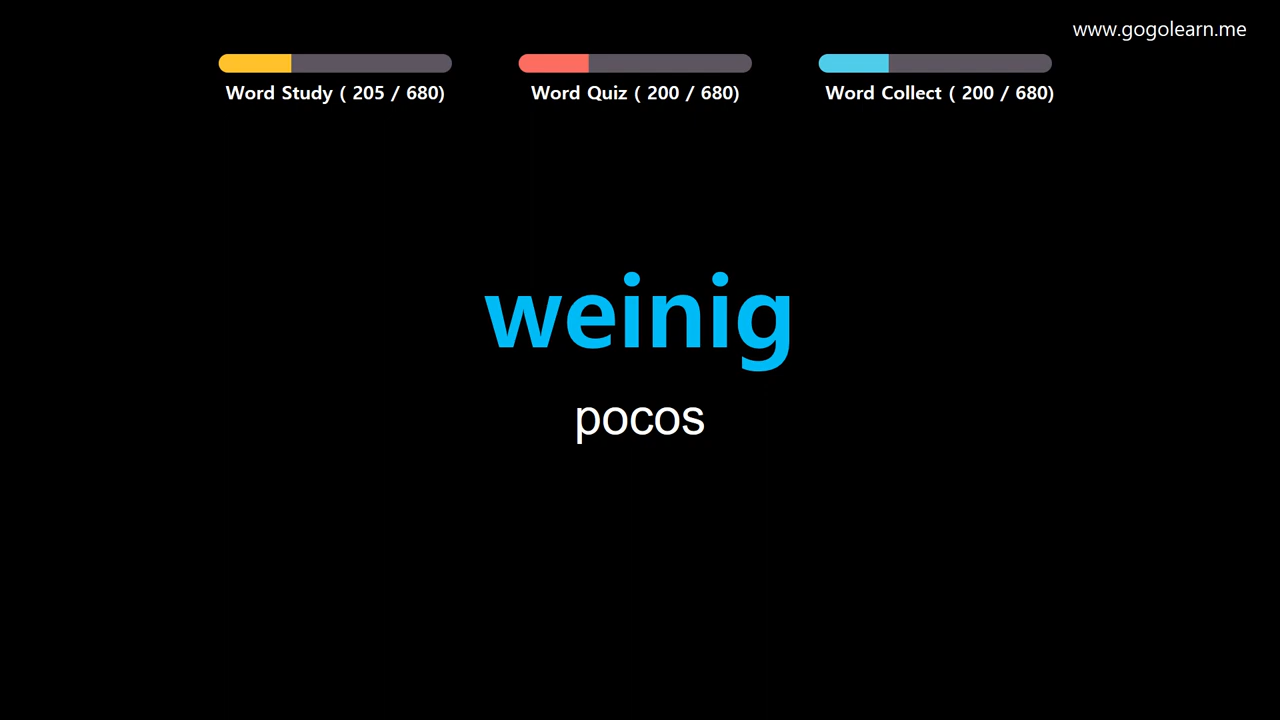 www.gogolearn.me
Word Study ( 205 / 680)
Word Quiz ( 200 / 680)
Word Collect ( 200 / 680)
weinig
pocos